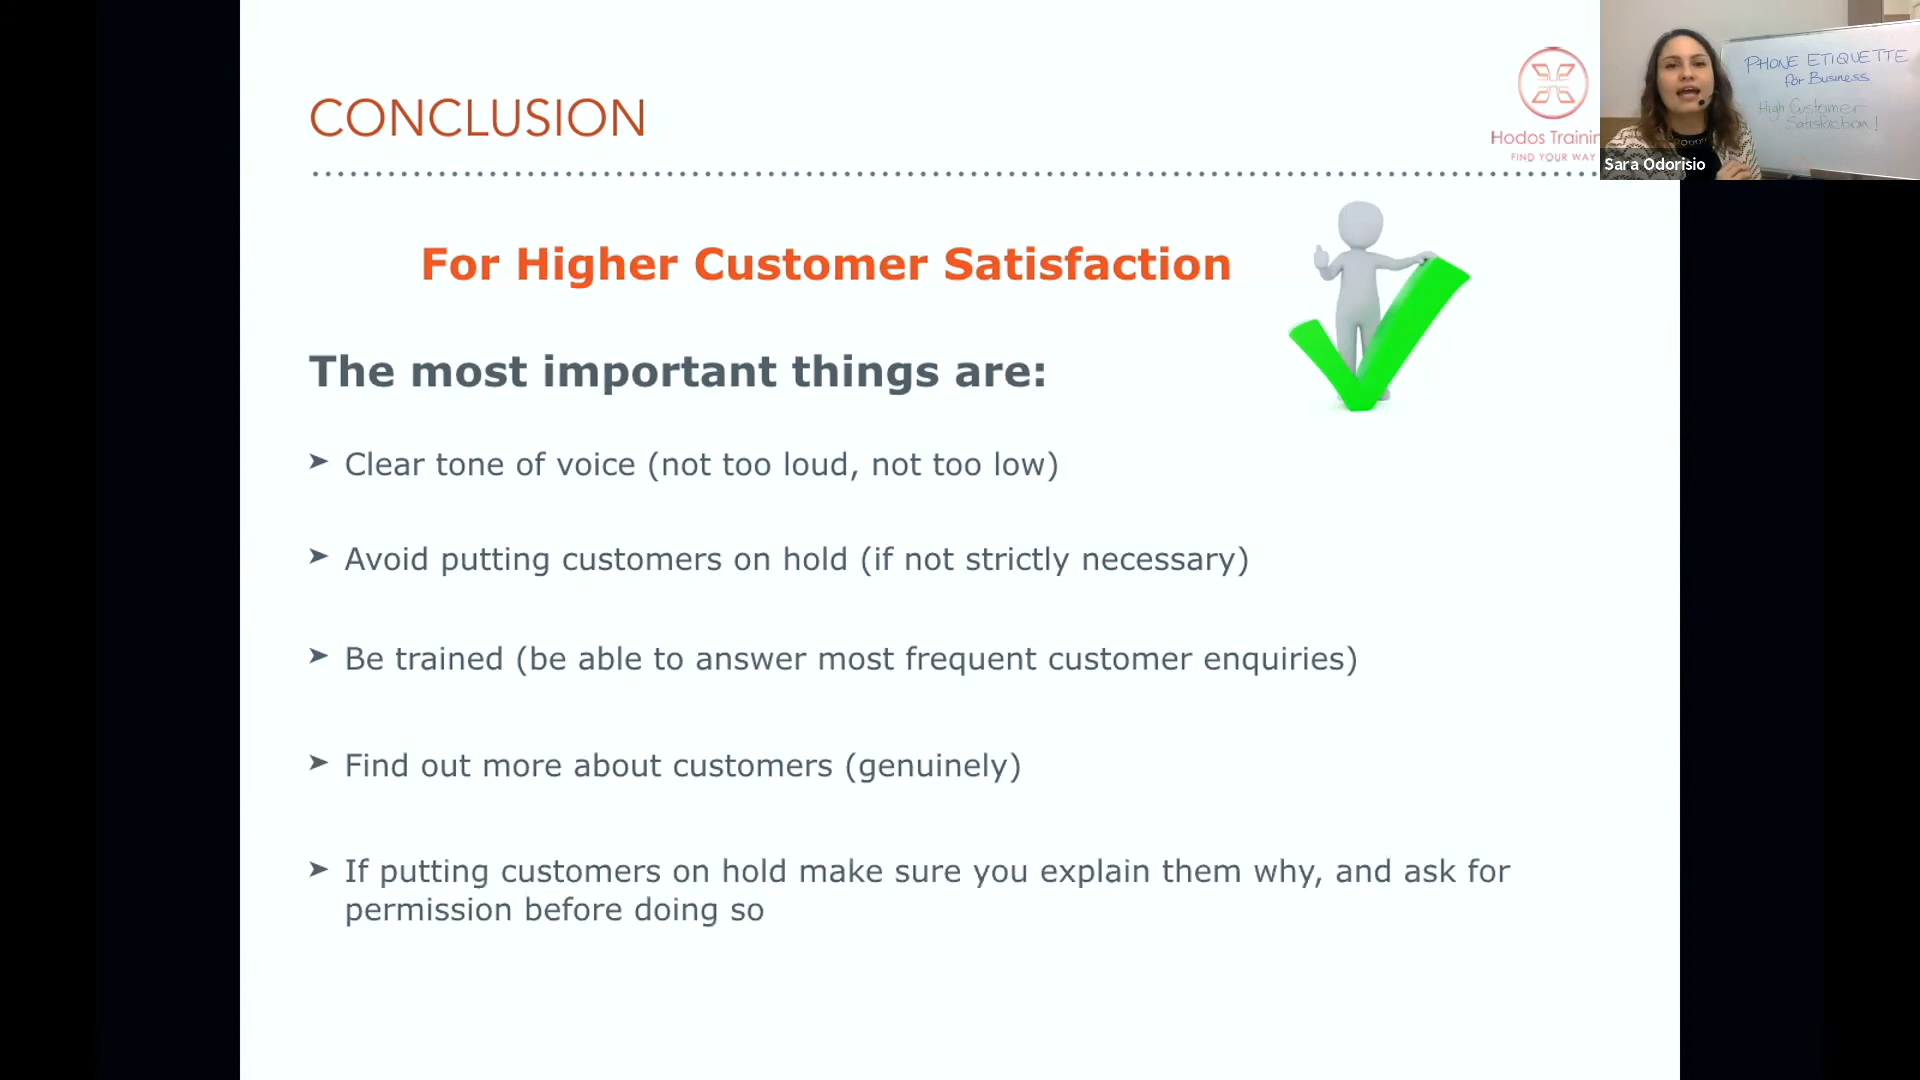 CONCLUSION
Hodos Trainin
FIND YOUR WAY
PHONE ETIQUETTE
for Business
High Customer
Satisfaction!
Sara Odorisio
For Higher Customer Satisfaction
The most important things are:
➤ Clear tone of voice (not too loud, not too low)
➤ Avoid putting customers on hold (if not strictly necessary)
➤ Be trained (be able to answer most frequent customer enquiries)
➤ Find out more about customers (genuinely)
➤ If putting customers on hold make sure you explain them why, and ask for
permission before doing so